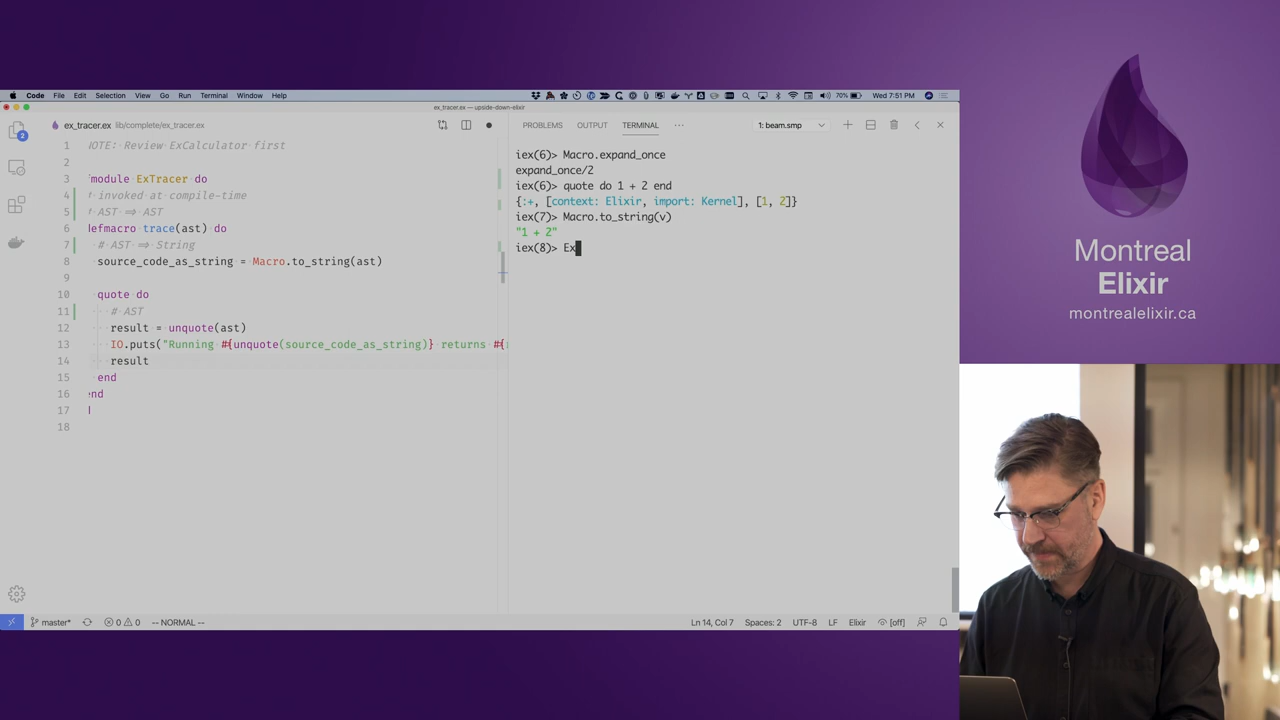 Code File Edit Selection View Go Run Terminal Window Help
70% Wed 7:51 PM
ex_tracer.ex — upside-down-elixir
ex_tracer.ex lib/complete/ex_tracer.ex
PROBLEMS OUTPUT TERMINAL ··· 1: beam.smp
2
1 NOTE: Review ExCalculator first
2
3 module ExTracer do
4 invoked at compile-time
5 AST => AST
6 defmacro trace(ast) do
7 # AST => String
8 source_code_as_string = Macro.to_string(ast)
9
10 quote do
11 # AST
12 result = unquote(ast)
13 IO.puts("Running #{unquote(source_code_as_string)} returns #{
14 result
15 end
16 end
17
18
iex(6)> Macro.expand_once
expand_once/2
iex(6)> quote do 1 + 2 end
{:+, [context: Elixir, import: Kernel], [1, 2]}
iex(7)> Macro.to_string(v)
"1 + 2"
iex(8)> Ex
master* 0 0 -- NORMAL -- Ln 14, Col 7 Spaces: 2 UTF-8 LF Elixir [off]
Montreal
Elixir
montrealelixir.ca